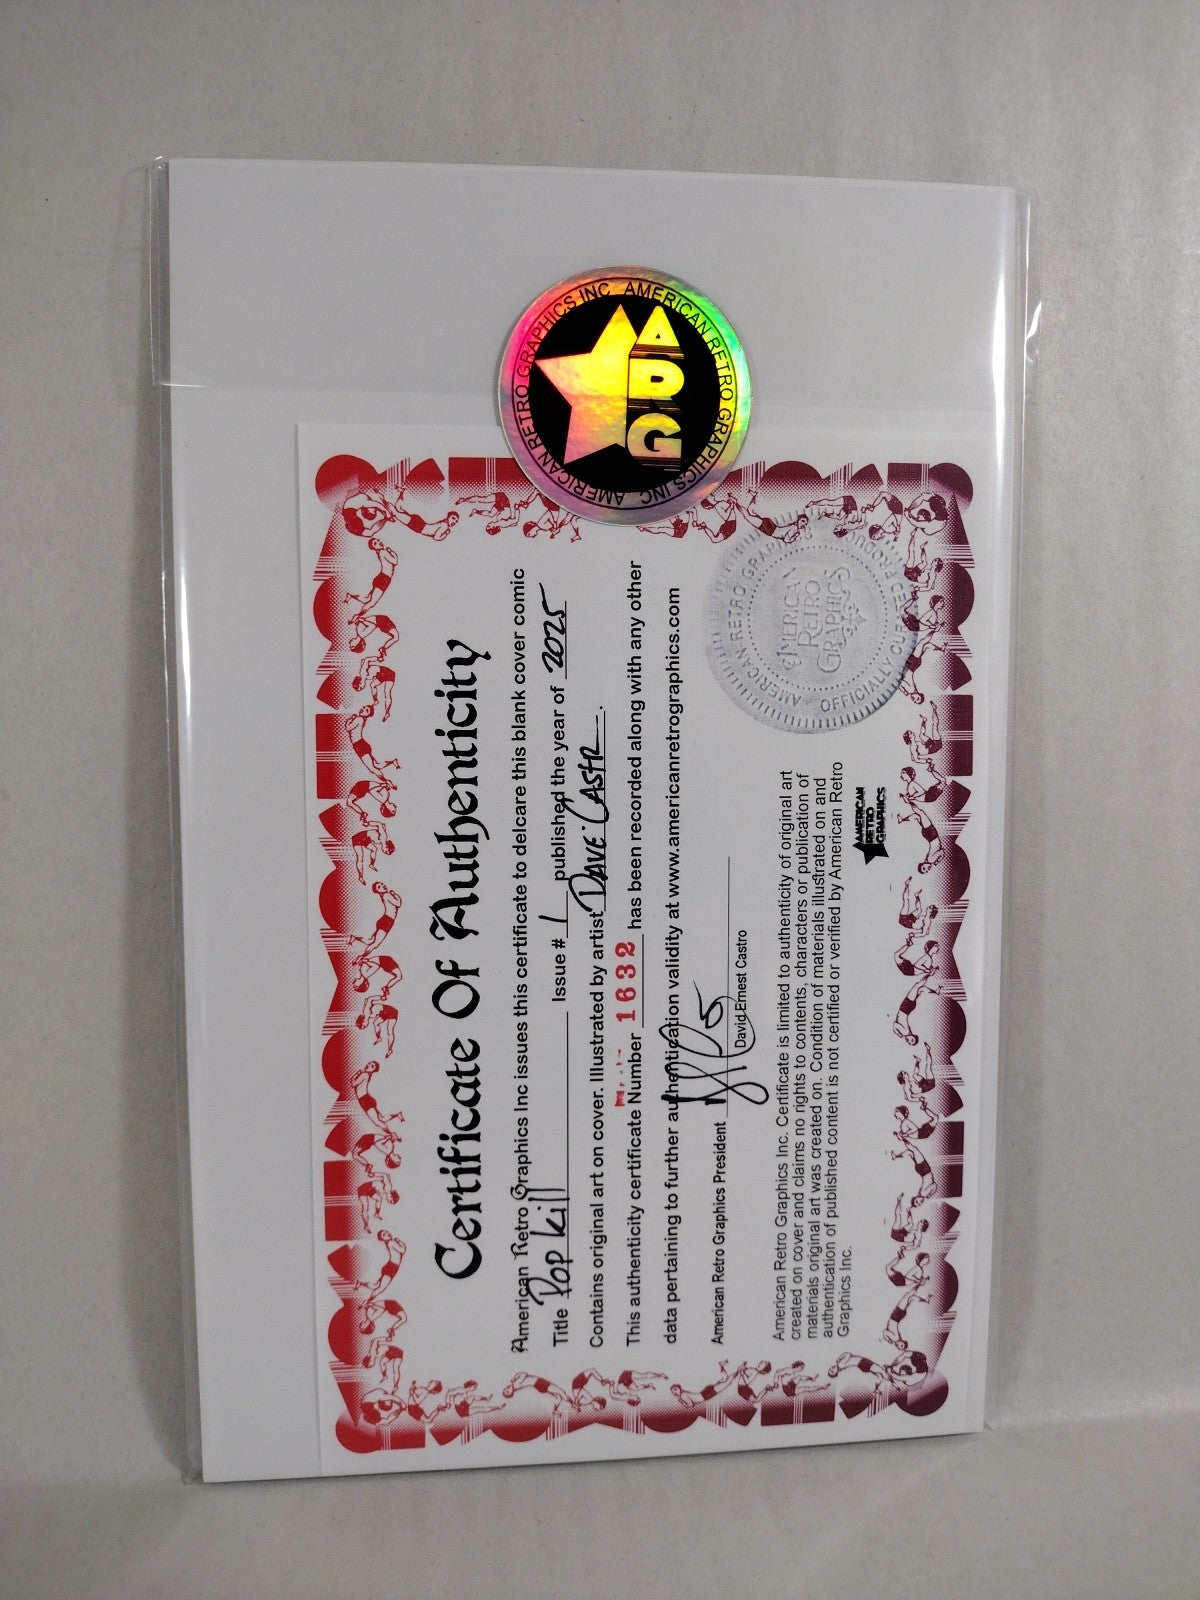 AMERICAN RETRO GRAPHICS INC AMERICAN RETRO GRAPHICS INC
ARG
Certificate Of Authenticity
American Retro Graphics Inc issues this certificate to delcare this blank cover comic
Title Pop Kill Issue # 1 published the year of 2025
Contains original art on cover. Illustrated by artist Dave Castr.
This authenticity certificate Number 1632 has been recorded along with any other
data pertaining to further authentication validity at www.americanretrographics.com
American Retro Graphics President
David Ernest Castro
American Retro Graphics Inc. Certificate is limited to authenticity of original art
created on cover and claims no rights to contents, characters or publication of
materials original art was created on. Condition of materials illustrated on and
authentication of published content is not certified or verified by American Retro
Graphics Inc.
AMERICAN
RETRO
GRAPHICS
AMERICAN RETRO GRAPHICS
AMERICAN
RETRO
GRAPHICS
OFFICIALLY PRODUCT